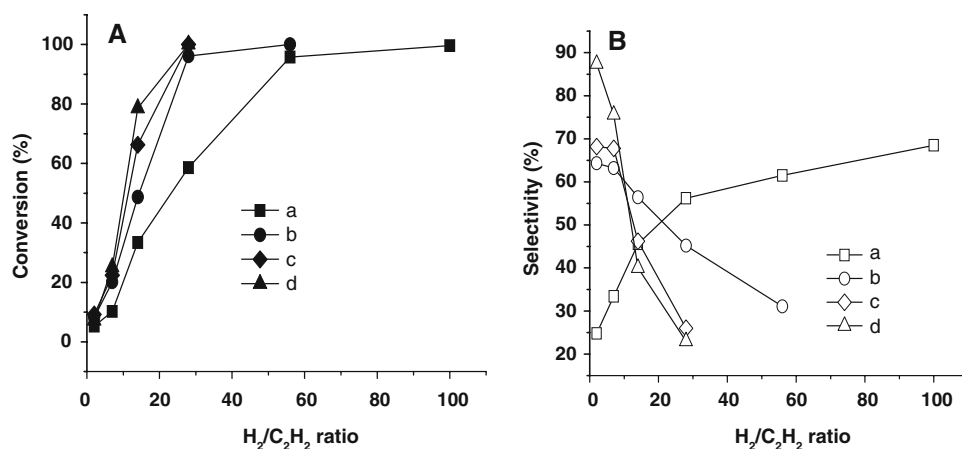 A
Conversion (%)
100
80
60
40
20
0
a
b
c
d
0 20 40 60 80 100
H₂/C₂H₂ ratio
B
Selectivity (%)
90
80
70
60
50
40
30
20
a
b
c
d
0 20 40 60 80 100
H₂/C₂H₂ ratio